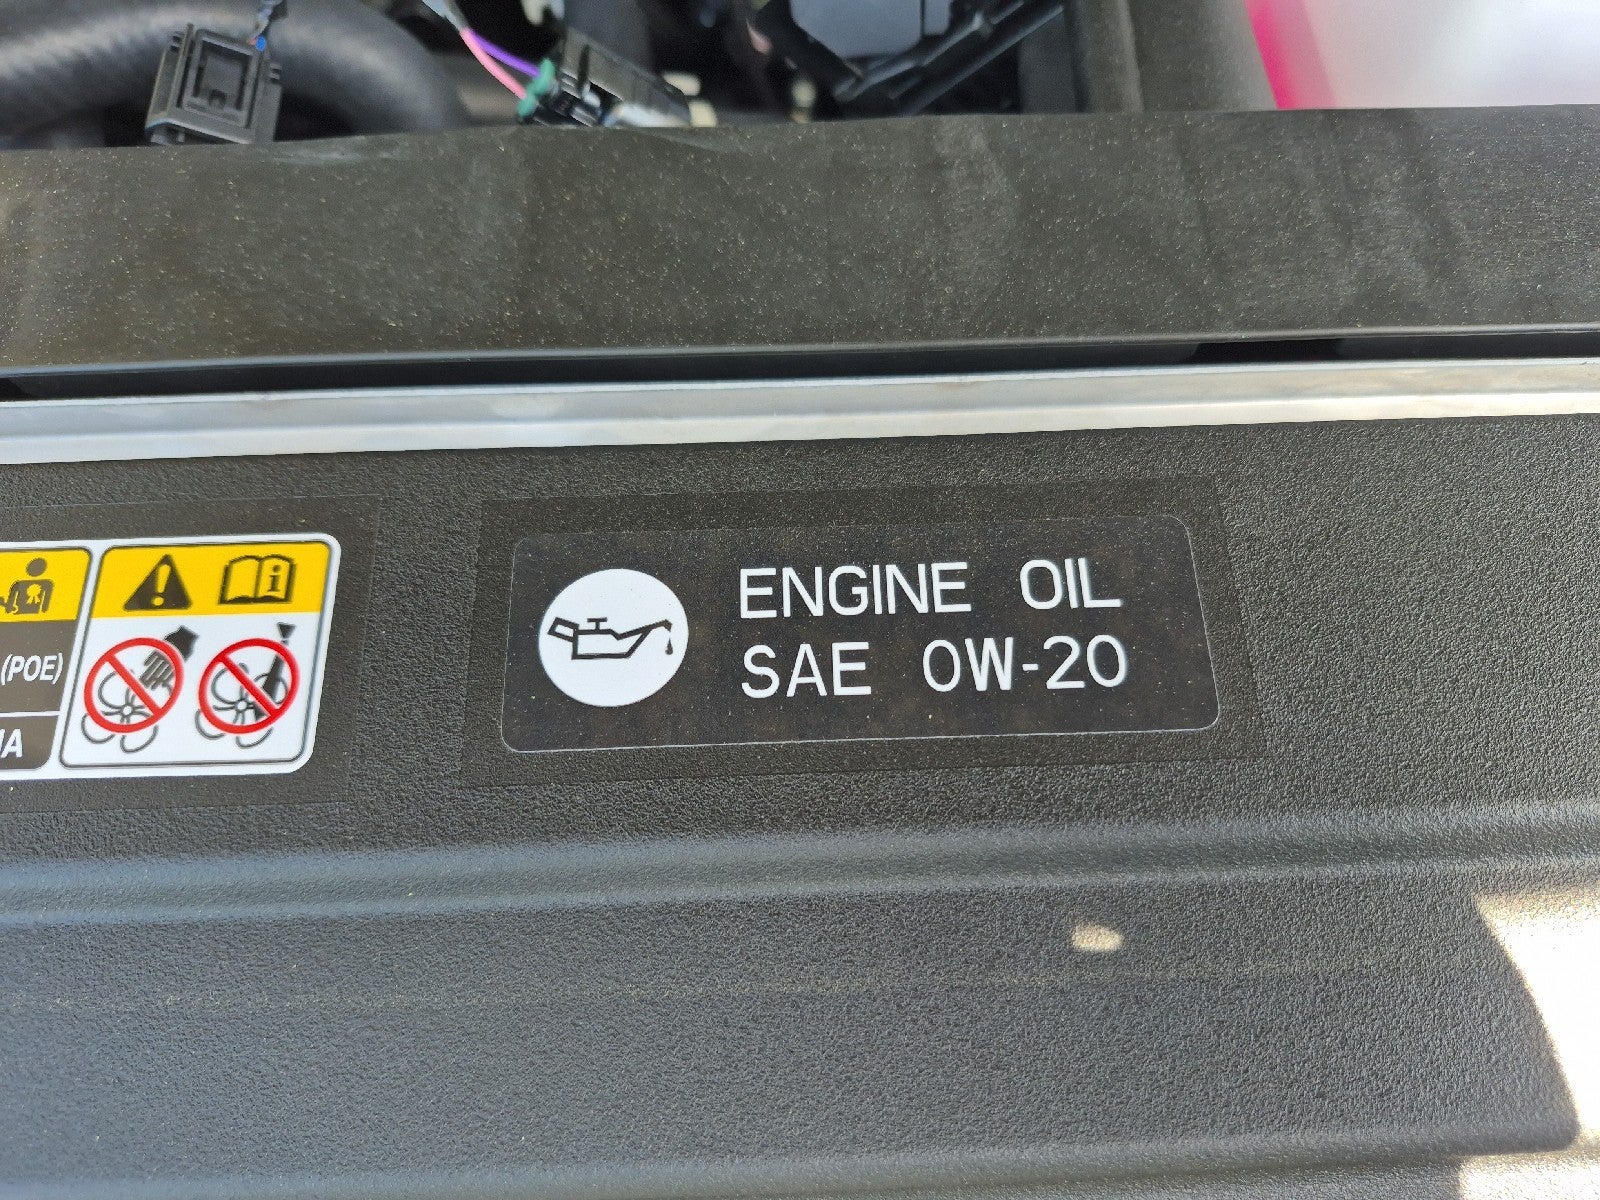 (POE)
ENGINE OIL
SAE 0W-20